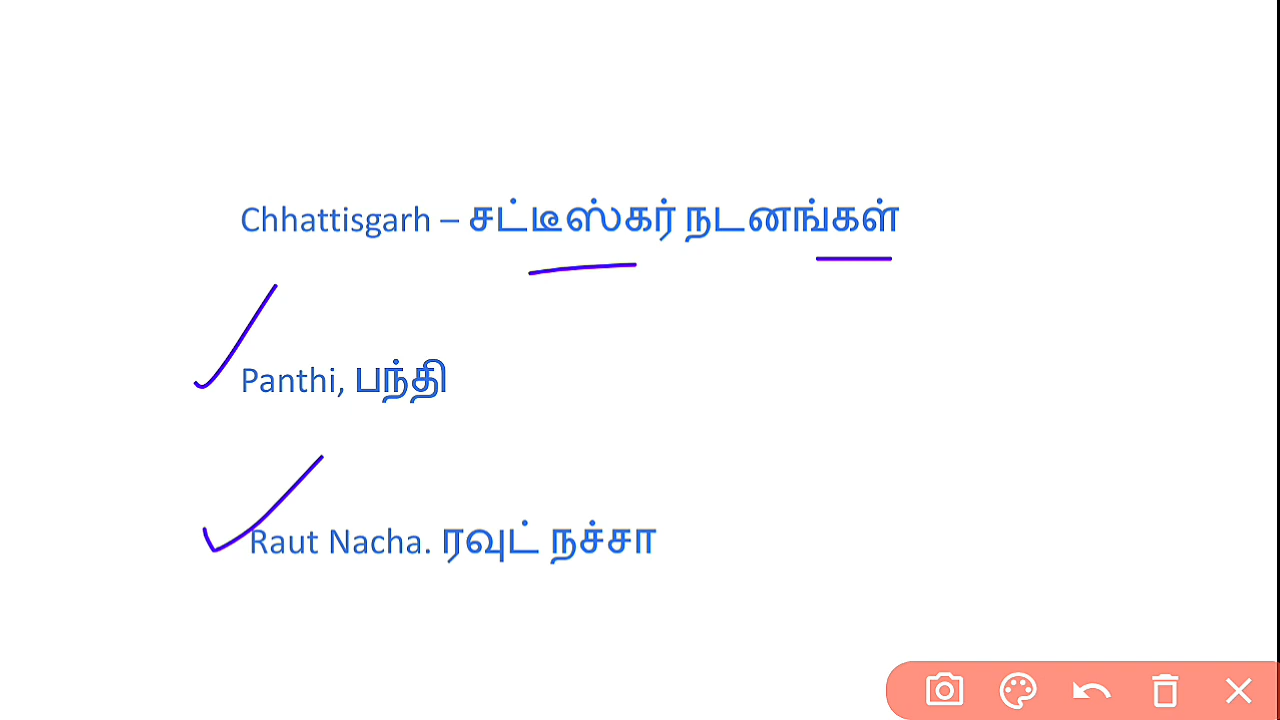 Chhattisgarh – சட்டீஸ்கர் நடனங்கள்
Panthi, பந்தி
Raut Nacha. ரவுட் நச்சா